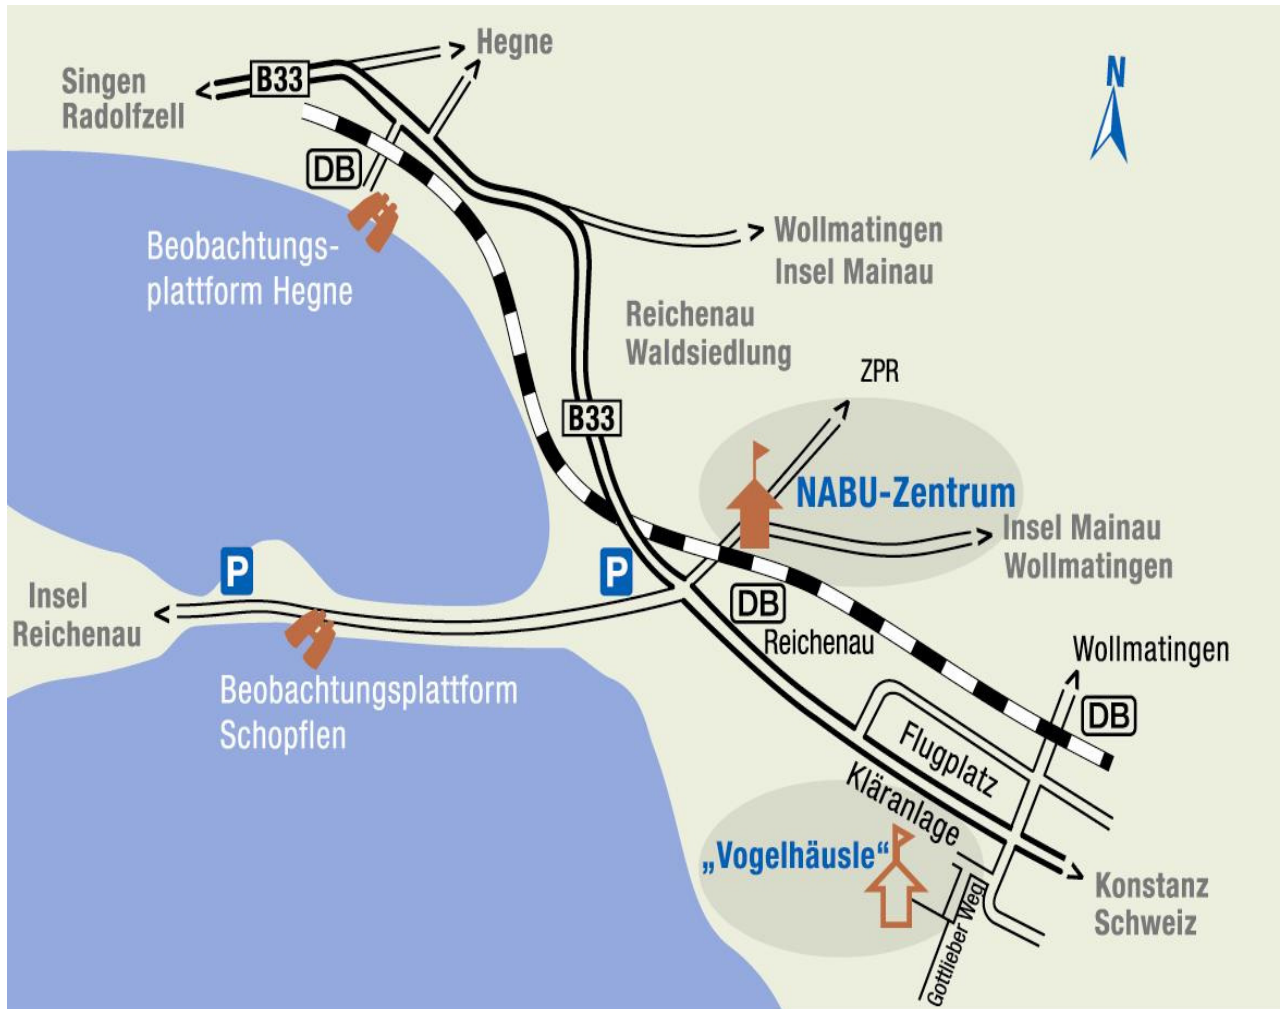 N
Hegne
Singen
Radolfzell
B33
DB
Beobachtungs-
plattform Hegne
Wollmatingen
Insel Mainau
Reichenau
Waldsiedlung
ZPR
B33
NABU-Zentrum
Insel Mainau
Wollmatingen
P
P
Insel
Reichenau
DB
Reichenau
Beobachtungsplattform
Schopflen
Wollmatingen
DB
Flugplatz
Kläranlage
„Vogelhäusle“
Konstanz
Schweiz
Gottlieber Weg